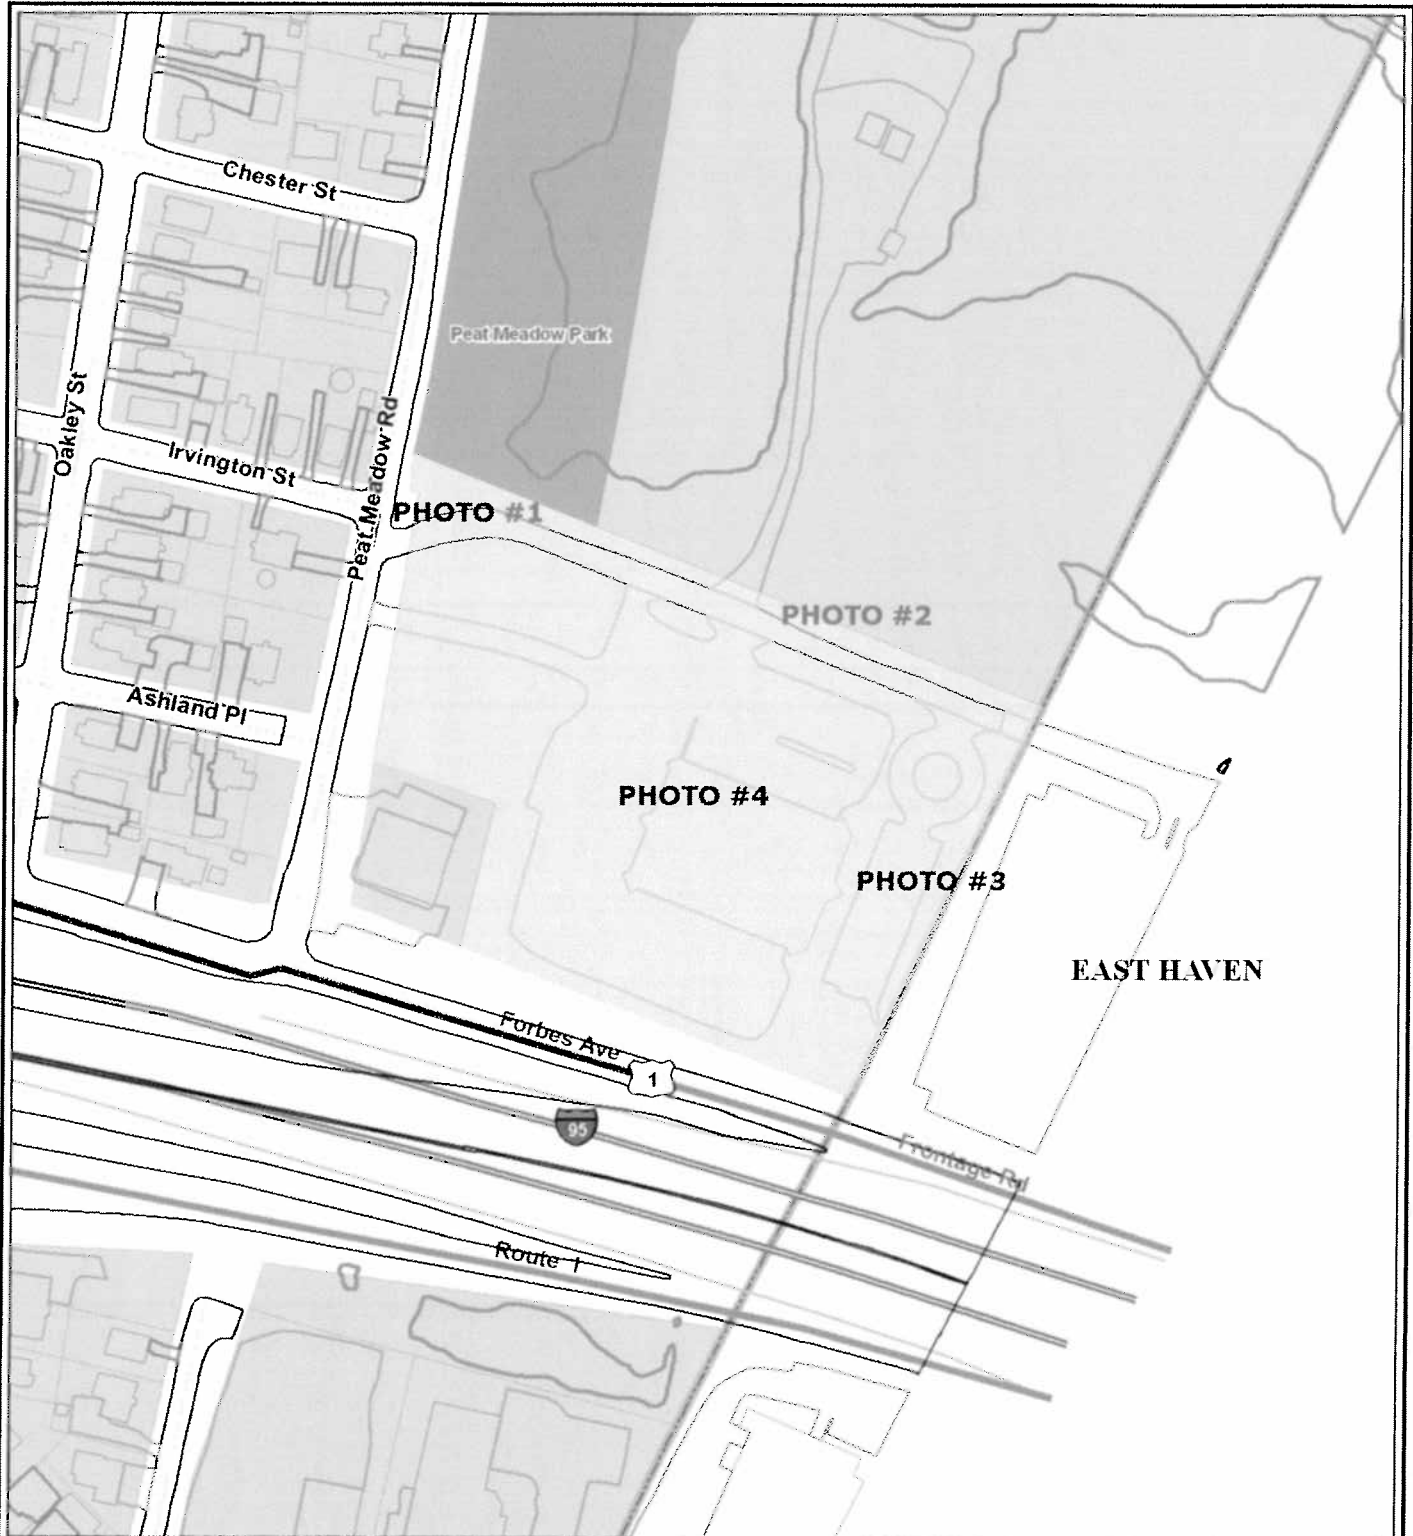 Chester St
Peat Meadow Park
Oakley St
Irvington St
Peat Meadow Rd
PHOTO #1
PHOTO #2
Ashland Pl
PHOTO #4
PHOTO #3
EAST HAVEN
Forbes Ave
1
95
Frontage Rd
Route 1